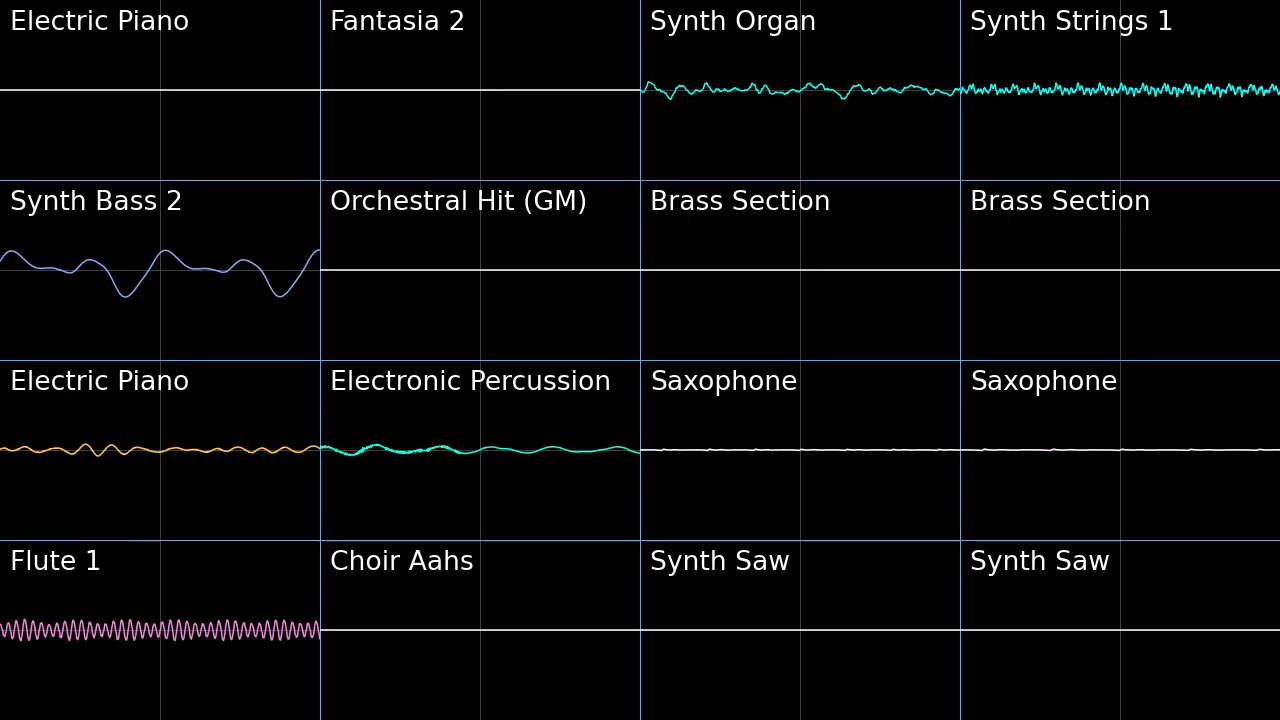 Electric Piano
Fantasia 2
Synth Organ
Synth Strings 1
Synth Bass 2
Orchestral Hit (GM)
Brass Section
Brass Section
Electric Piano
Electronic Percussion
Saxophone
Saxophone
Flute 1
Choir Aahs
Synth Saw
Synth Saw